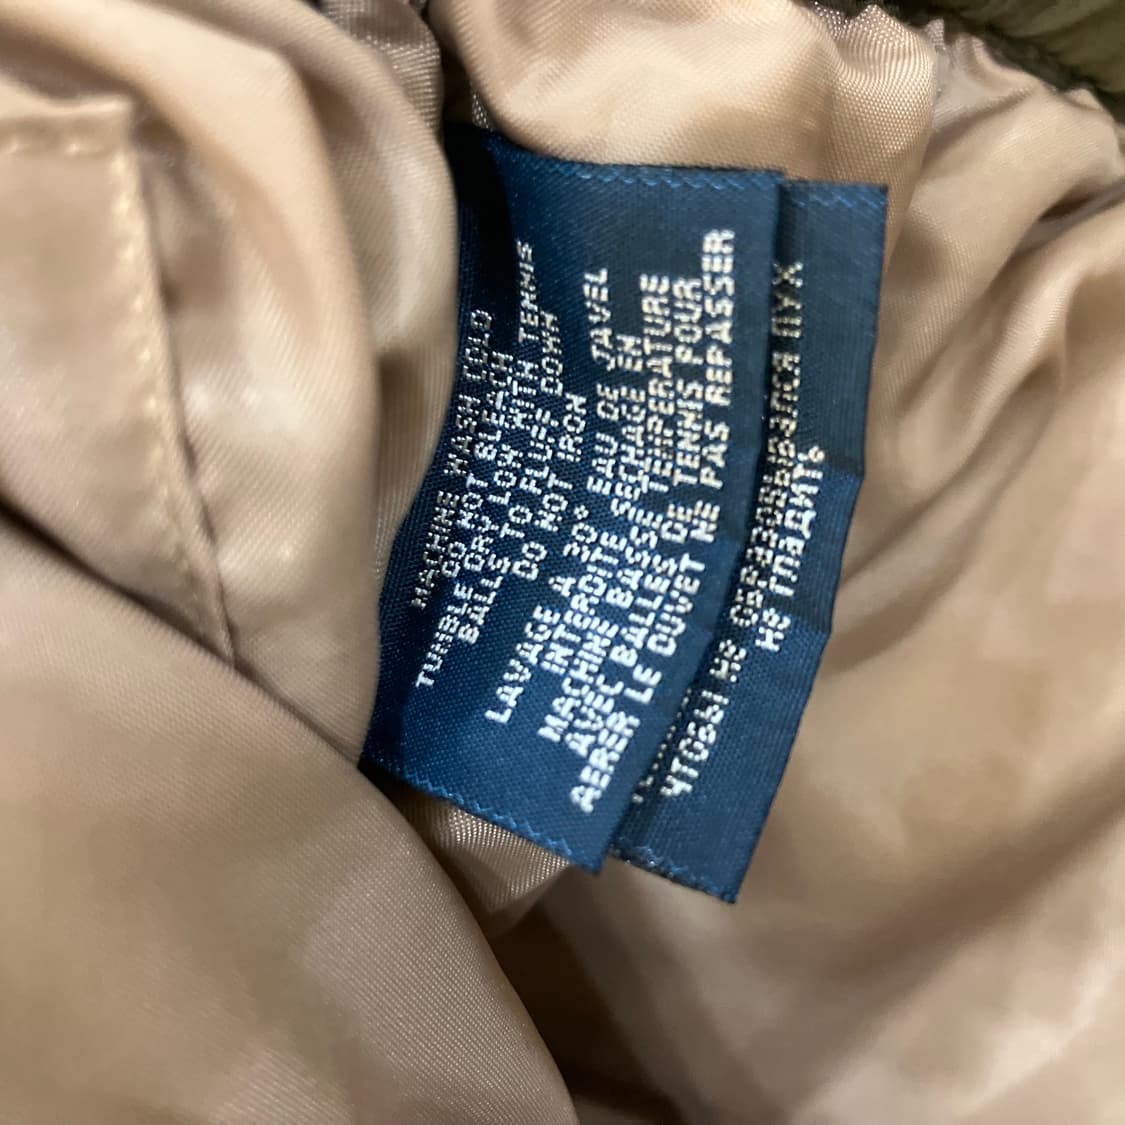 MACHINE WASH COLD
DO NOT BLEACH
TUMBLE DRY LOW WITH TENNIS
BALLS TO FLUFF DOWN
DO NOT IRON
LAVAGE A 30° EAU DE JAVEL
INTERDITE SECHAGE EN
MACHINE BASSE TEMPERATURE
AVEC BALLES DE TENNIS POUR
AERER LE DUVET NE PAS REPASSER
ЧТОБЫ НЕ ОБРАЗОВЫВАЛСЯ ПУХ
НЕ ГЛАДИТЬ